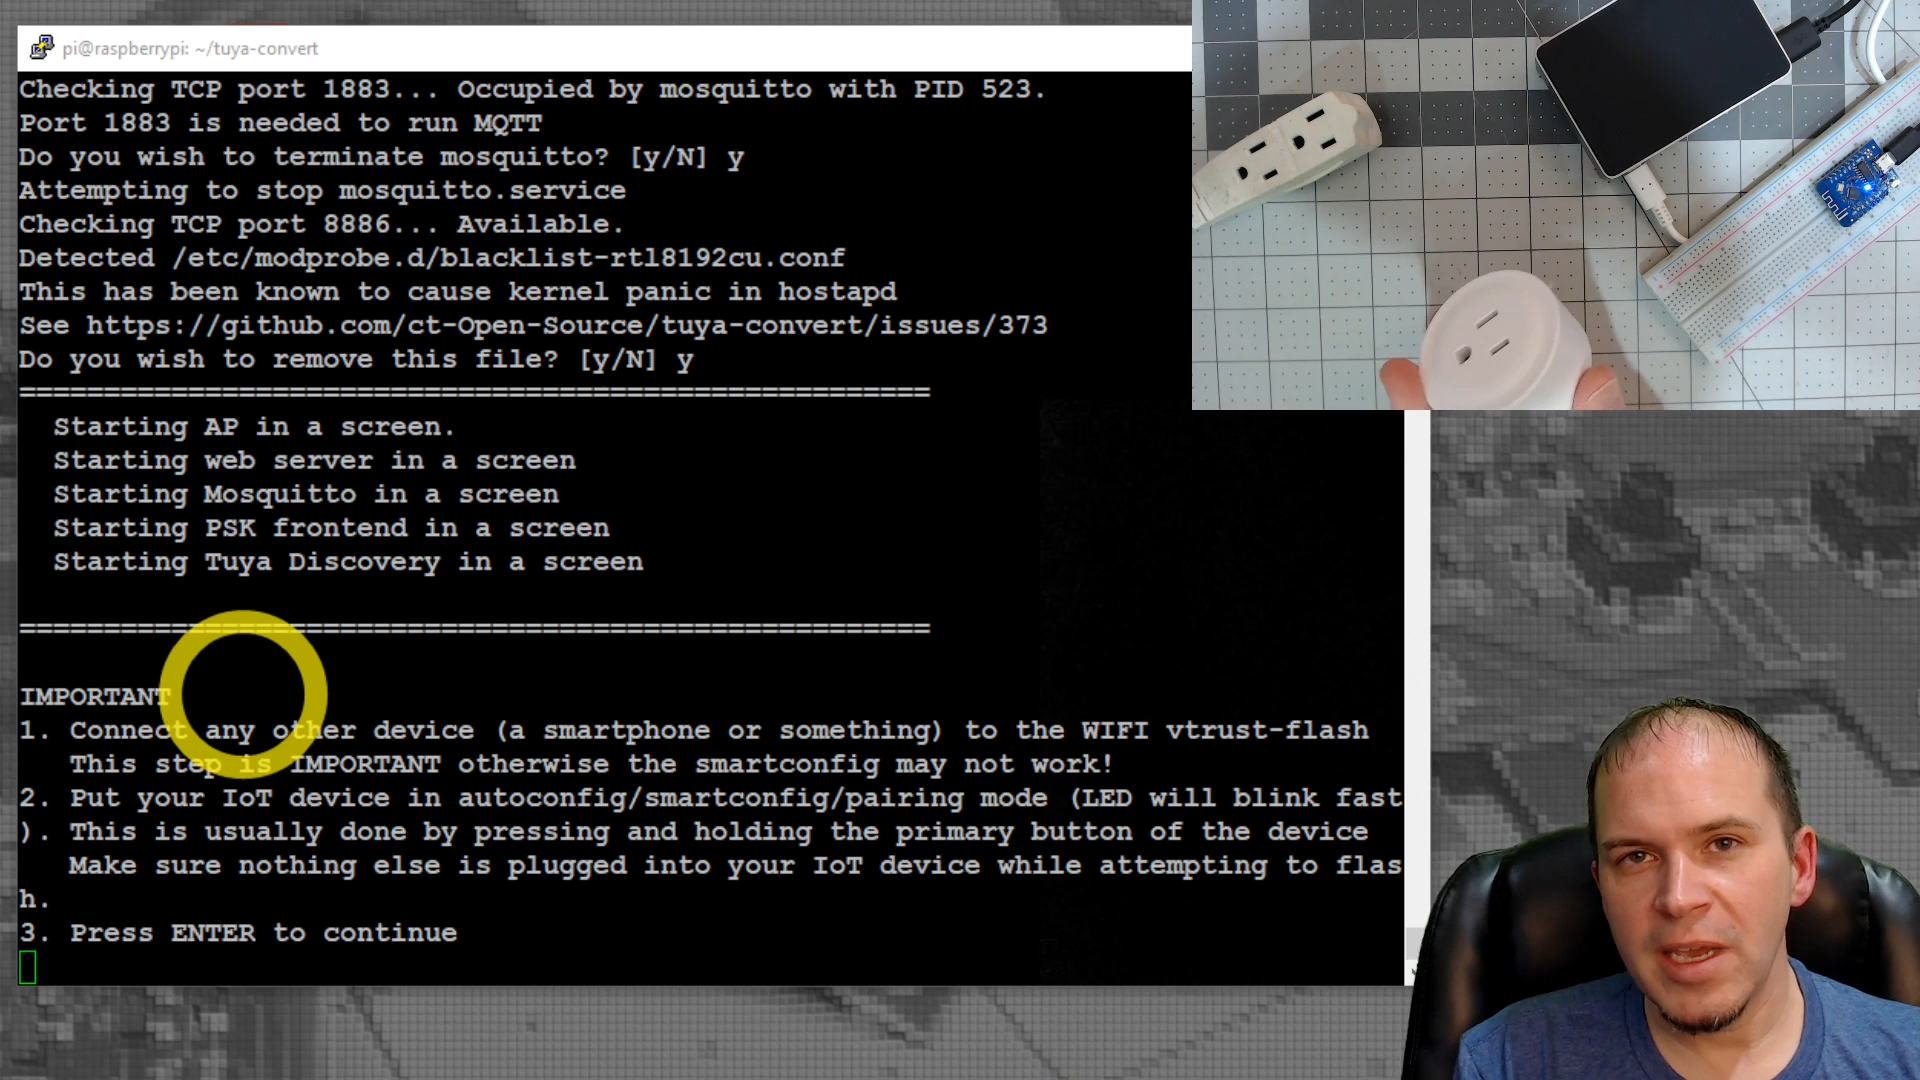 pi@raspberrypi: ~/tuya-convert
Checking TCP port 1883... Occupied by mosquitto with PID 523.
Port 1883 is needed to run MQTT
Do you wish to terminate mosquitto? [y/N] y
Attempting to stop mosquitto.service
Checking TCP port 8886... Available.
Detected /etc/modprobe.d/blacklist-rtl8192cu.conf
This has been known to cause kernel panic in hostapd
See https://github.com/ct-Open-Source/tuya-convert/issues/373
Do you wish to remove this file? [y/N] y
======================================================
Starting AP in a screen.
Starting web server in a screen
Starting Mosquitto in a screen
Starting PSK frontend in a screen
Starting Tuya Discovery in a screen
======================================================
IMPORTANT
1. Connect any other device (a smartphone or something) to the WIFI vtrust-flash
This step is IMPORTANT otherwise the smartconfig may not work!
2. Put your IoT device in autoconfig/smartconfig/pairing mode (LED will blink fast
). This is usually done by pressing and holding the primary button of the device
Make sure nothing else is plugged into your IoT device while attempting to flas
h.
3. Press ENTER to continue